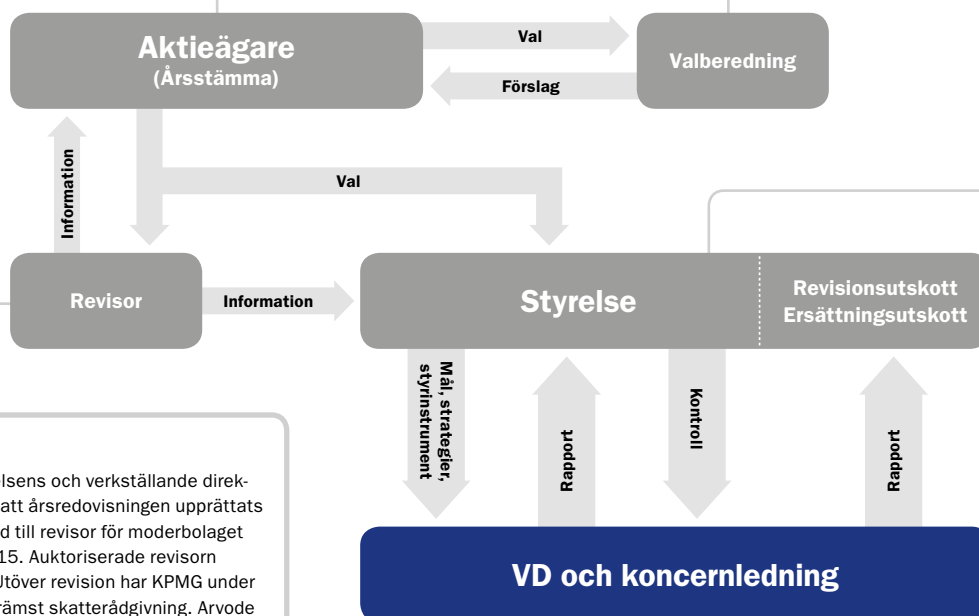 Aktieägare
(Årsstämma)
Val
Förslag
Valberedning
Information
Val
Revisor
Information
Styrelse
Revisionsutskott
Ersättningsutskott
Mål, strategier,
styrinstrument
Rapport
Kontroll
Rapport
VD och koncernledning
elsens och verkställande direk-
att årsredovisningen upprättats
d till revisor för moderbolaget
15. Auktoriserade revisorn
Utöver revision har KPMG under
rämst skatterådgivning. Arvode